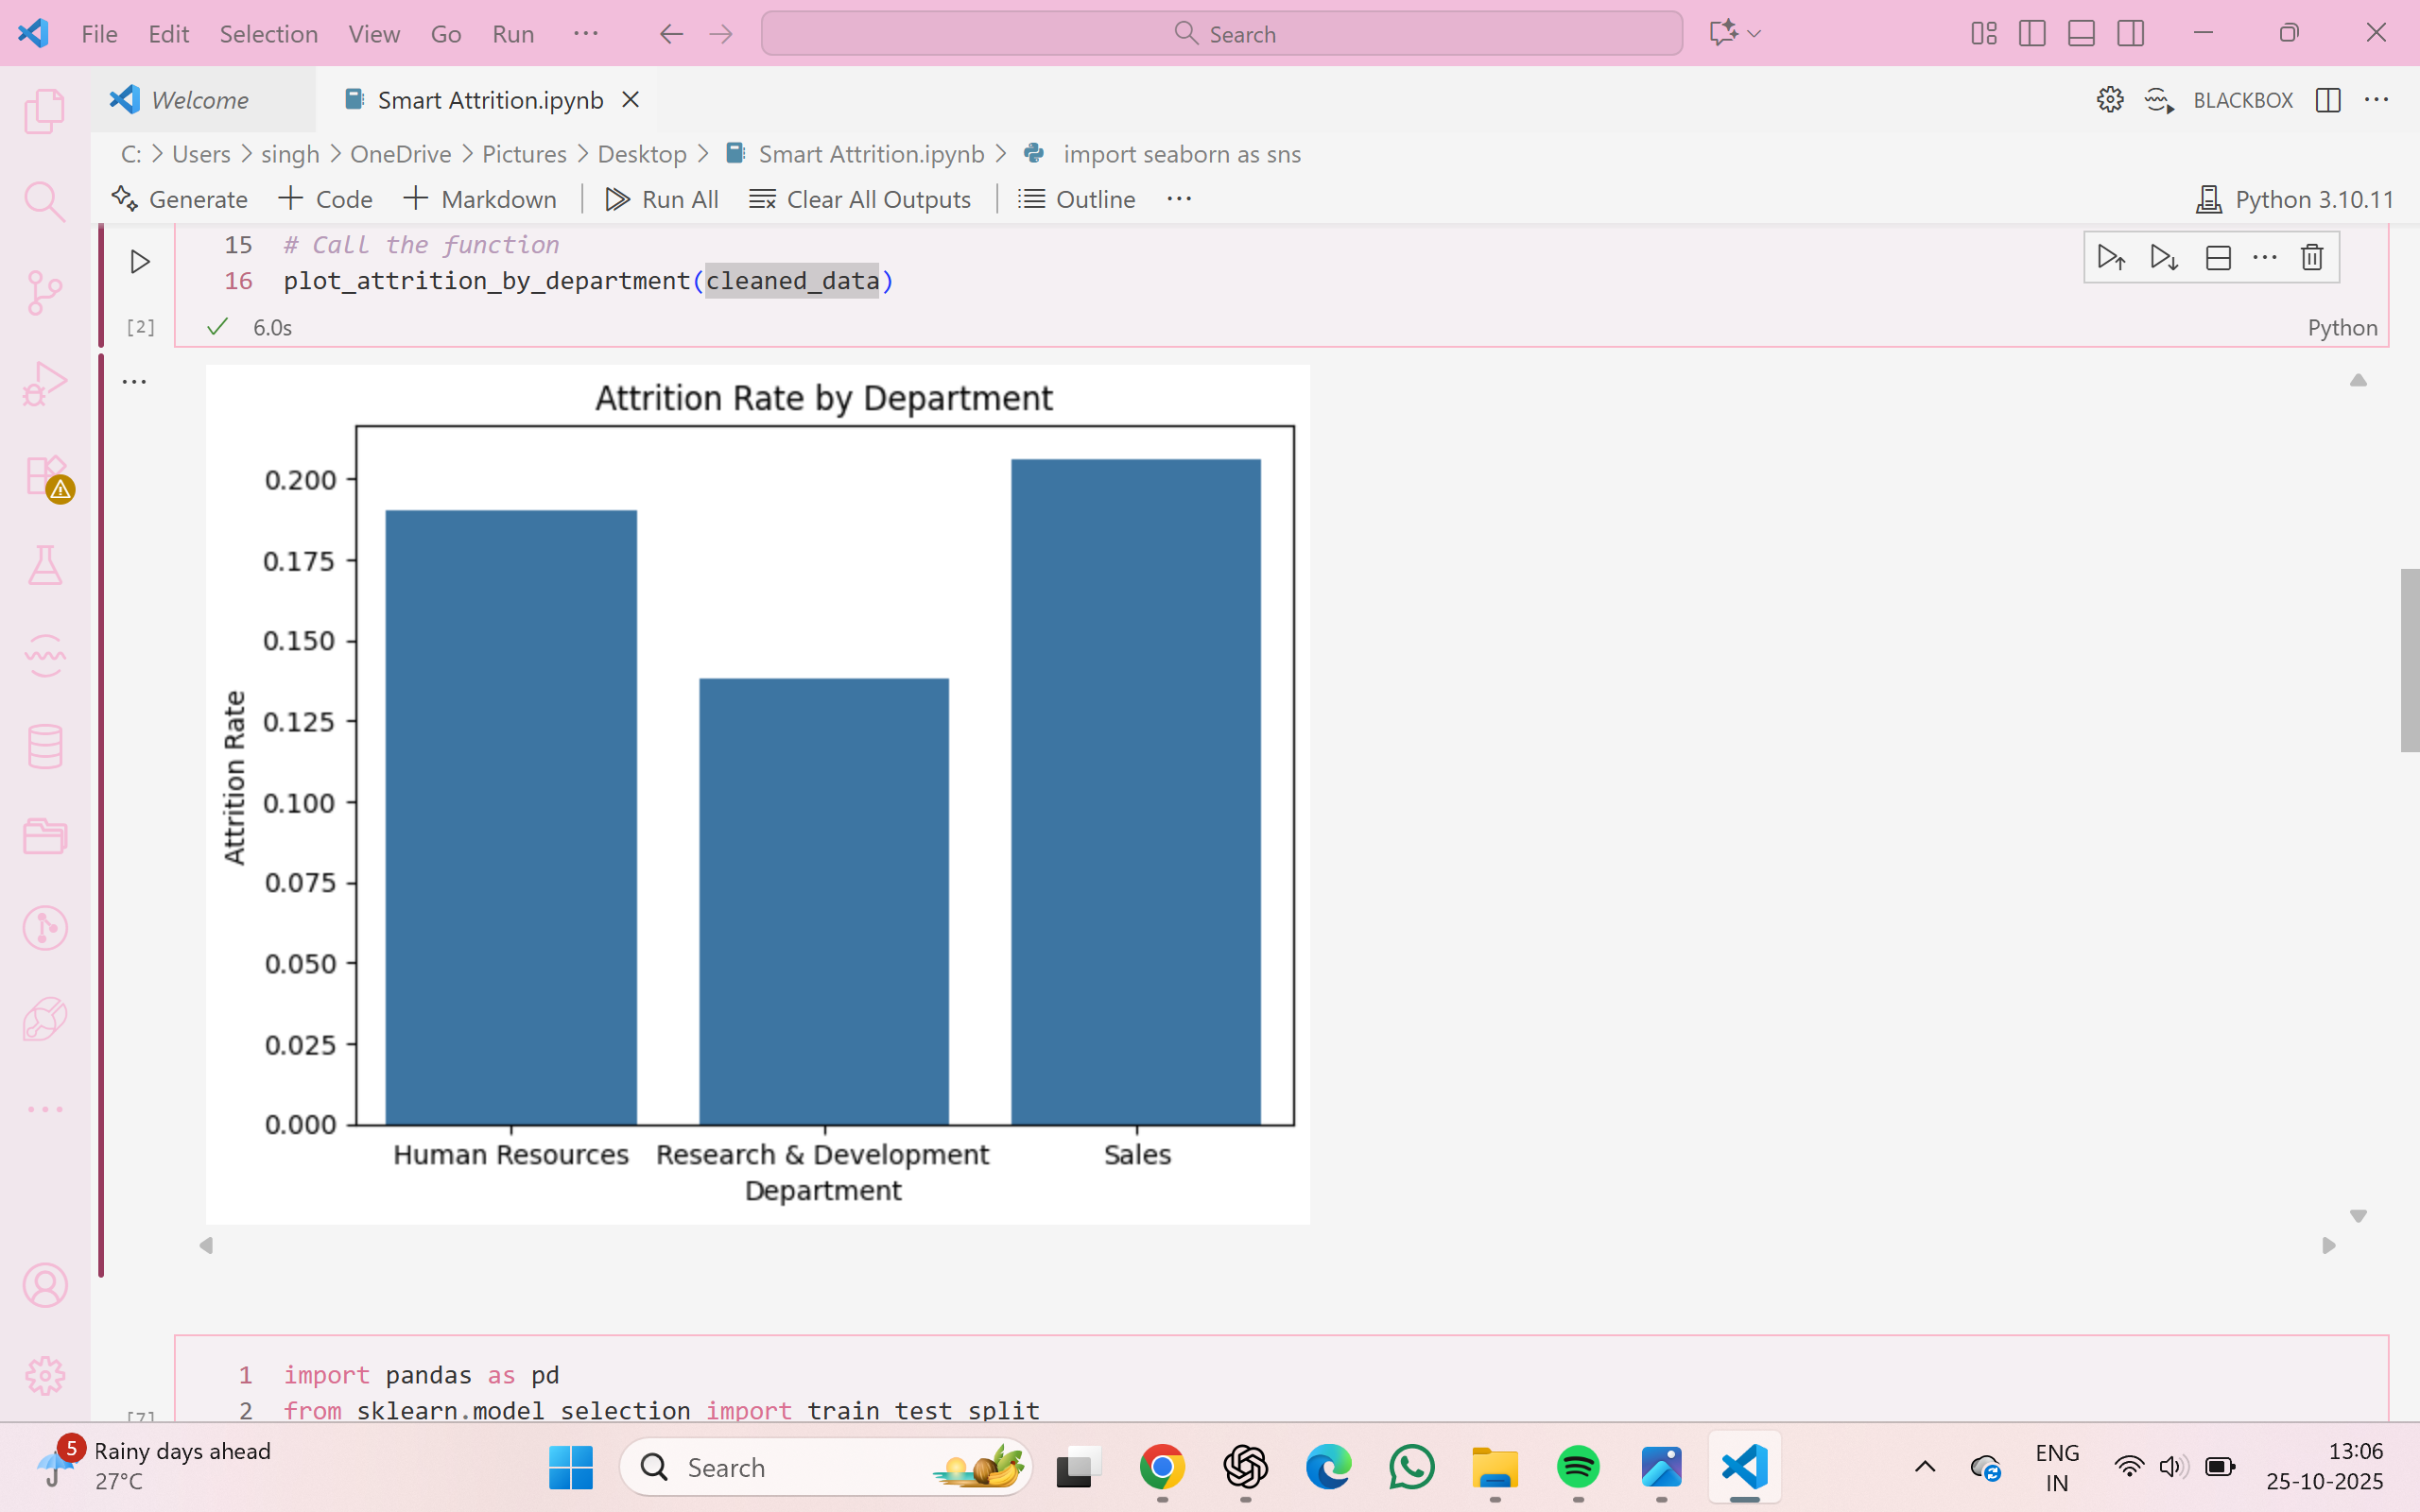 File Edit Selection View Go Run ··· Search
Welcome Smart Attrition.ipynb BLACKBOX
C: > Users > singh > OneDrive > Pictures > Desktop > Smart Attrition.ipynb > import seaborn as sns
Generate + Code + Markdown | Run All Clear All Outputs | Outline ··· Python 3.10.11
15 # Call the function
16 plot_attrition_by_department(cleaned_data)
[2] 6.0s Python
Attrition Rate by Department
0.200
0.175
0.150
0.125
0.100
0.075
0.050
0.025
0.000
Attrition Rate
Human Resources Research & Development Sales
Department
1 import pandas as pd
[7] 2 from sklearn.model_selection import train_test_split
5 Rainy days ahead
27°C
Search
ENG
IN
13:06
25-10-2025